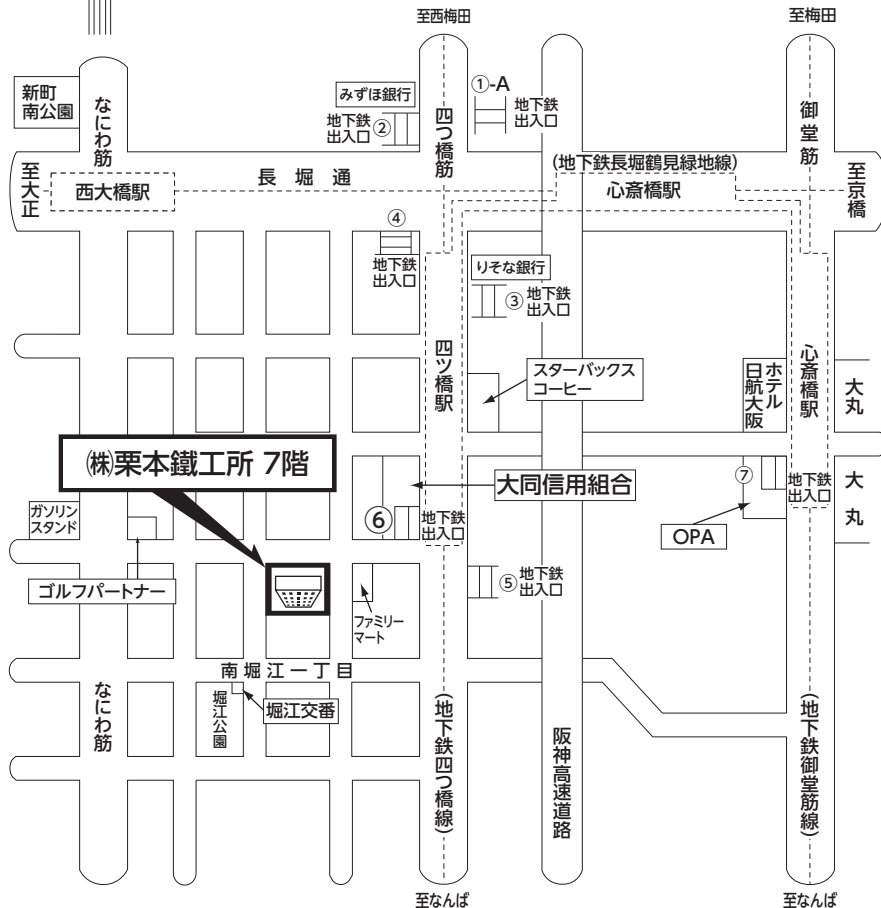 至西梅田
至梅田
新町
南公園
なにわ筋
みずほ銀行
地下鉄
出入口
②
四つ橋筋
①-A
地下鉄
出入口
御堂筋
至大正
西大橋駅
長堀通
(地下鉄長堀鶴見緑地線)
心斎橋駅
至京橋
④
地下鉄
出入口
りそな銀行
③
地下鉄
出入口
四ツ橋駅
スターバックス
コーヒー
ホテル
日航大阪
心斎橋駅
大丸
㈱栗本鐵工所 7階
大同信用組合
⑥
地下鉄
出入口
⑦
地下鉄
出入口
大丸
OPA
ガソリン
スタンド
ゴルフパートナー
ファミリー
マート
⑤
地下鉄
出入口
南堀江一丁目
堀江公園
堀江交番
なにわ筋
(地下鉄四つ橋線)
阪神高速道路
(地下鉄御堂筋線)
至なんば
至なんば